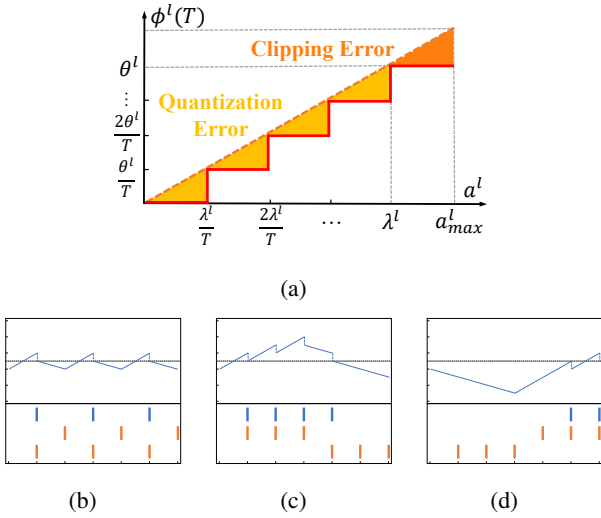 ϕ^l(T)
Clipping Error
θ^l
Quantization
Error
⋮
2θ^l/T
θ^l/T
λ^l/T
2λ^l/T
⋯
λ^l
a^l
a^l_max
(a)
(b) (c) (d)